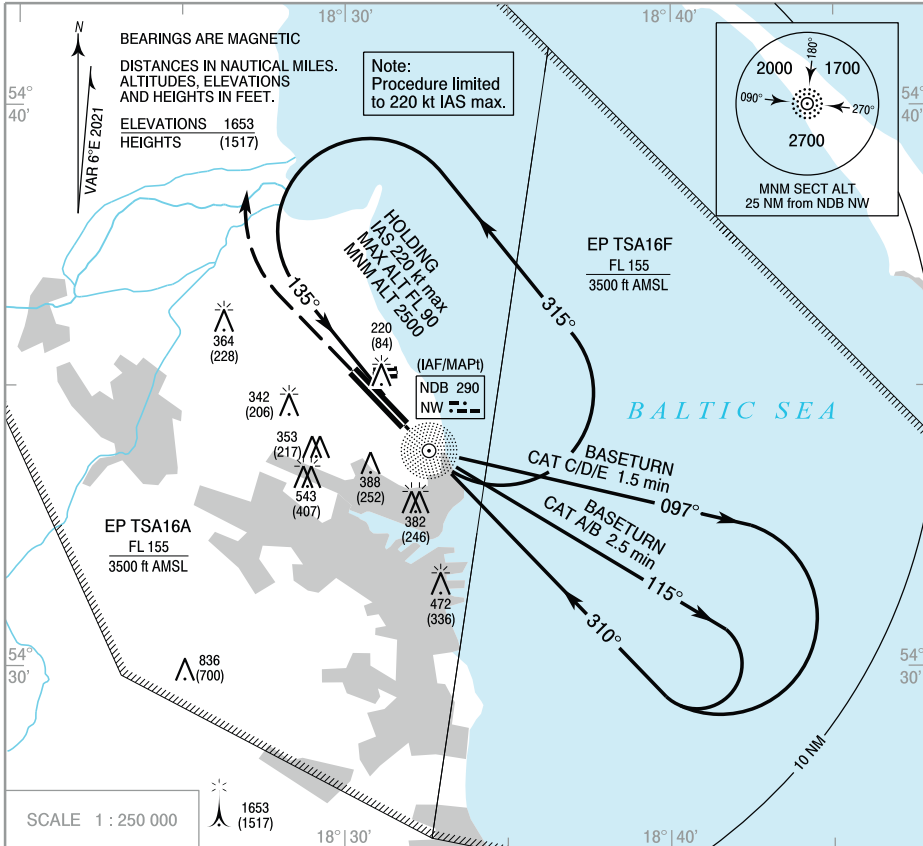 18° 30'
18° 40'
N
VAR 6°E 2021
BEARINGS ARE MAGNETIC
DISTANCES IN NAUTICAL MILES.
ALTITUDES, ELEVATIONS
AND HEIGHTS IN FEET.
ELEVATIONS 1653
HEIGHTS (1517)
Note:
Procedure limited
to 220 kt IAS max.
180°
2000
1700
090°
270°
2700
MNM SECT ALT
25 NM from NDB NW
54°
40'
54°
40'
HOLDING
IAS 220 kt max
MAX ALT FL 90
MNM ALT 2500
135°
315°
EP TSA16F
FL 155
3500 ft AMSL
364
(228)
220
(84)
(IAF/MAPt)
NDB 290
NW
342
(206)
353
(217)
543
(407)
388
(252)
382
(246)
BALTIC SEA
BASETURN
CAT C/D/E 1.5 min
097°
BASETURN
CAT A/B 2.5 min
115°
310°
EP TSA16A
FL 155
3500 ft AMSL
472
(336)
836
(700)
54°
30'
54°
30'
10 NM
1653
(1517)
SCALE 1 : 250 000
18° 30'
18° 40'